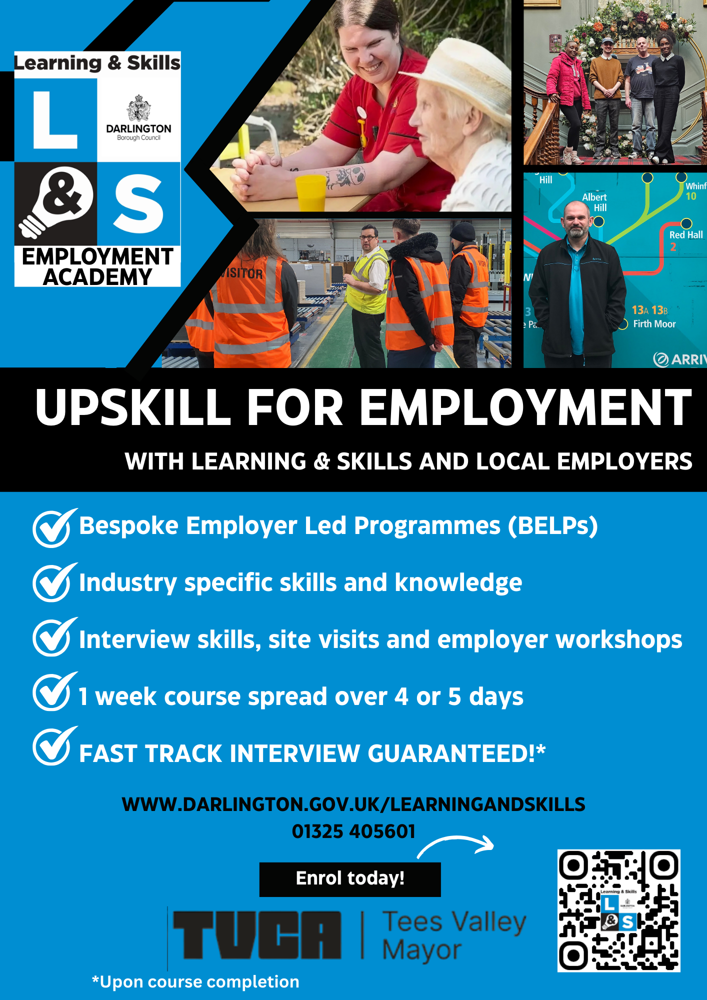 Learning & Skills
L
DARLINGTON
Borough Council
&
S
EMPLOYMENT
ACADEMY
VISITOR
Hill
Albert
Hill
Whinf
10
Red Hall
2
3
13A 13B
Firth Moor
ARRIV
UPSKILL FOR EMPLOYMENT
WITH LEARNING & SKILLS AND LOCAL EMPLOYERS
Bespoke Employer Led Programmes (BELPs)
Industry specific skills and knowledge
Interview skills, site visits and employer workshops
1 week course spread over 4 or 5 days
FAST TRACK INTERVIEW GUARANTEED!*
WWW.DARLINGTON.GOV.UK/LEARNINGANDSKILLS
01325 405601
Enrol today!
TVCA | Tees Valley
Mayor
Learning & Skills
L
DARLINGTON
&
S
*Upon course completion